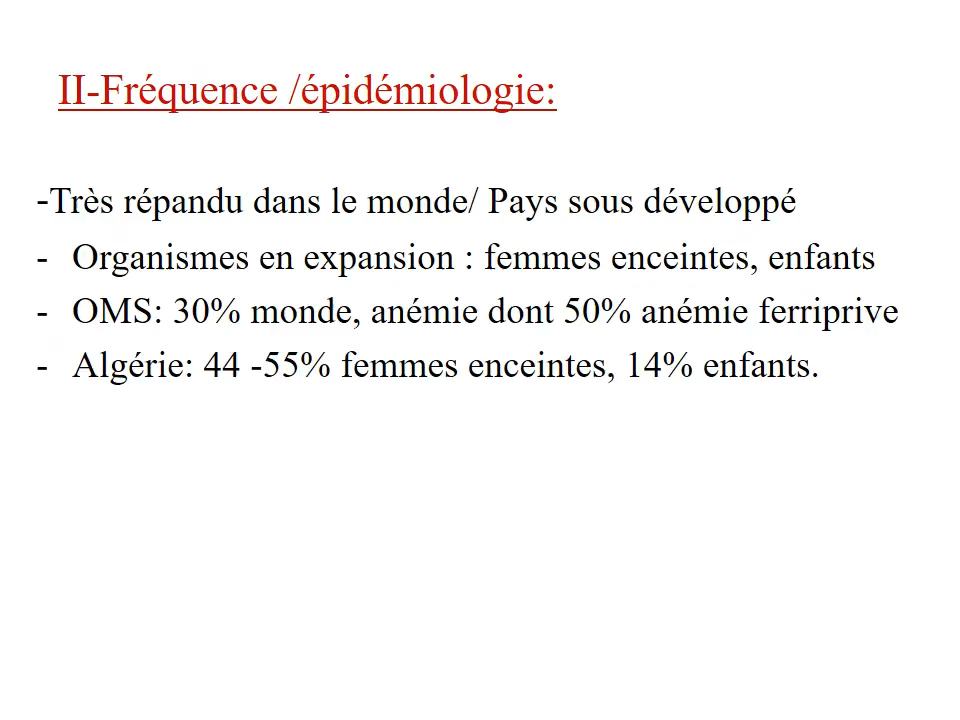 II-Fréquence /épidémiologie:
-Très répandu dans le monde/ Pays sous développé
- Organismes en expansion : femmes enceintes, enfants
- OMS: 30% monde, anémie dont 50% anémie ferriprive
- Algérie: 44 -55% femmes enceintes, 14% enfants.